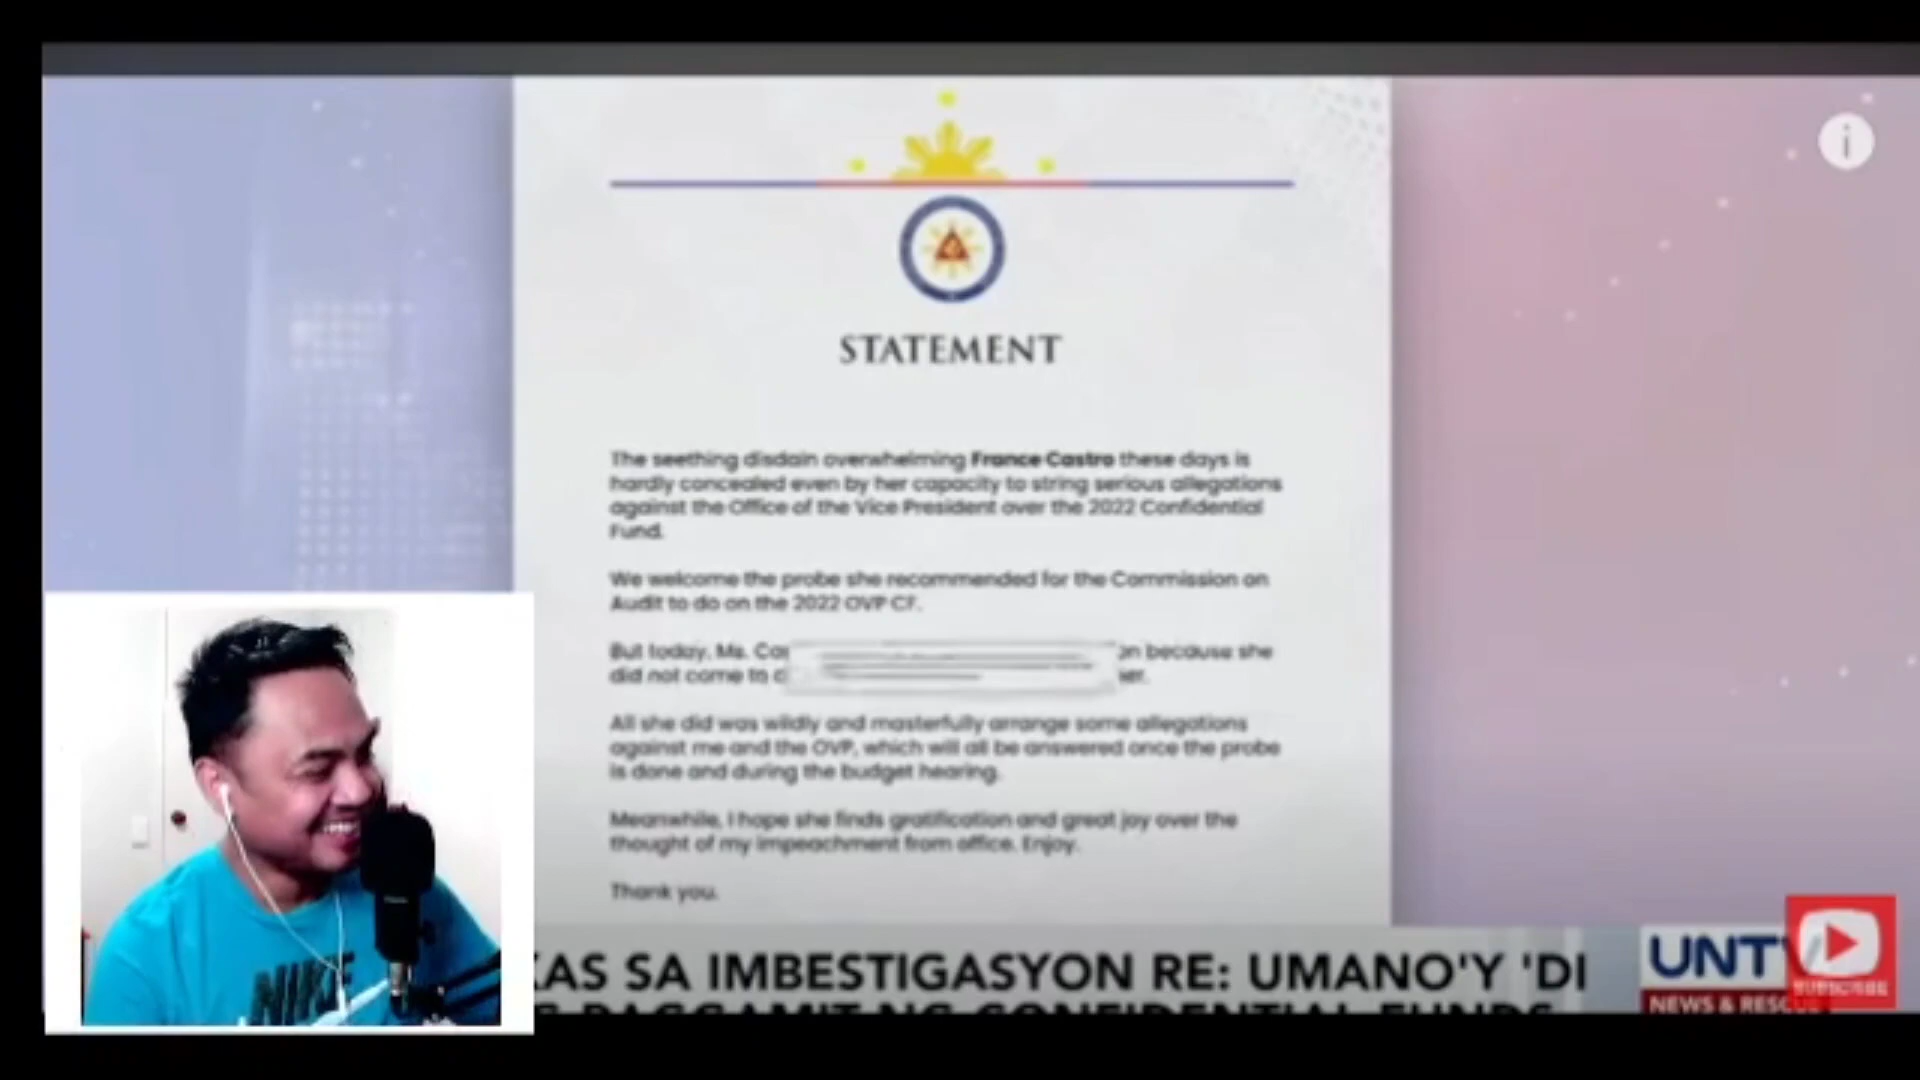 STATEMENT
The seething disdain overwhelming France Castro these days is
hardly concealed even by her capacity to string serious allegations
against the Office of the Vice President over the 2022 Confidential
Fund.
We welcome the probe she recommended for the Commission on
Audit to do on the 2022 OVP CF.
But today, Ms. because she
did not come to
All she did was wildly and masterfully arrange some allegations
against me and the OVP, which will all be answered once the probe
is done and during the budget hearing.
Meanwhile, I hope she finds gratification and great joy over the
thought of my impeachment from office. Enjoy.
Thank you.
SA IMBESTIGASYON RE: UMANO'Y 'DI
PAGGAMIT NG CONFIDENTIAL FUNDS
UNTV
NEWS & RESCUE
SUBSCRIBE
NIKE